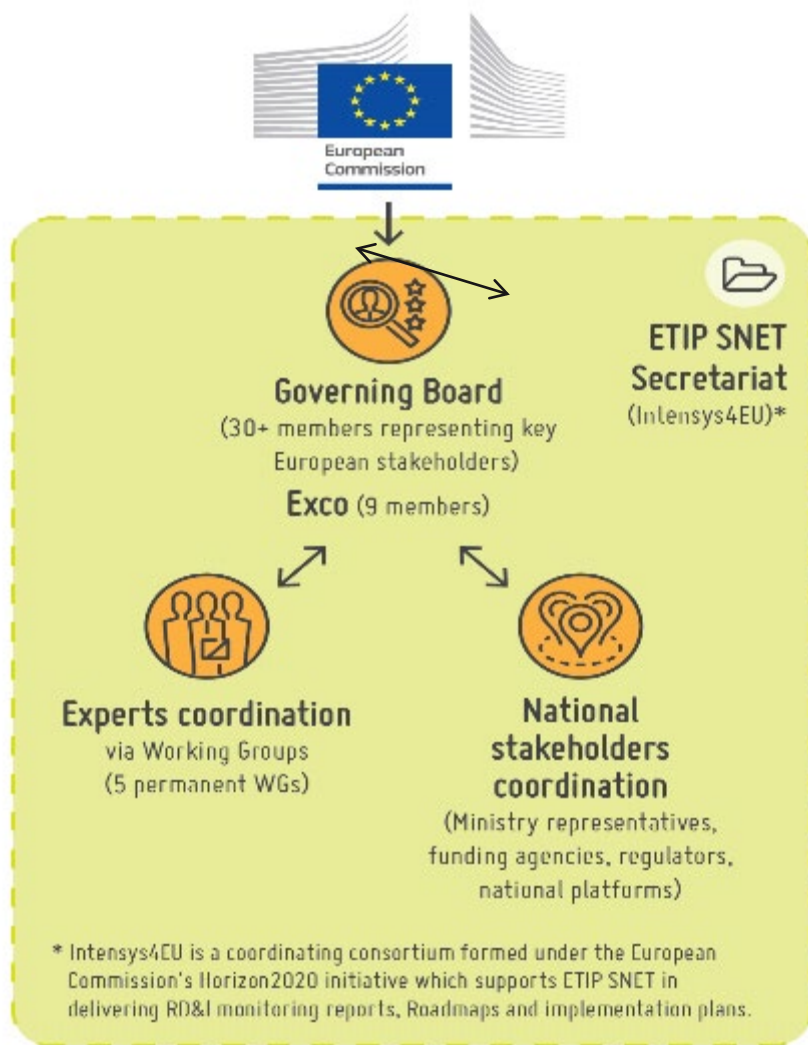 European
Commission
ETIP SNET
Secretariat
(Intensys4EU)*
Governing Board
(30+ members representing key
European stakeholders)
Exco (9 members)
Experts coordination
via Working Groups
(5 permanent WGs)
National
stakeholders
coordination
(Ministry representatives,
funding agencies, regulators,
national platforms)
* Intensys4EU is a coordinating consortium formed under the European
Commission's Horizon2020 initiative which supports ETIP SNET in
delivering RD&I monitoring reports, Roadmaps and implementation plans.